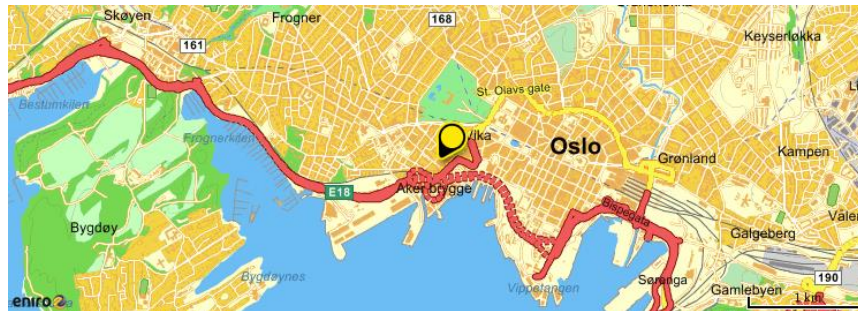 Skøyen
Frogner
168
161
Keyserløkka
Bestumkilen
St. Olavs gate
Frognerkilen
Vika
Oslo
Grønland
Kampen
Aker brygge
E18
Bispegata
Bygdøy
Galgeberg
Bygdøynes
190
Vippetangen
Sørenga
Gamlebyen
eniro
1 km